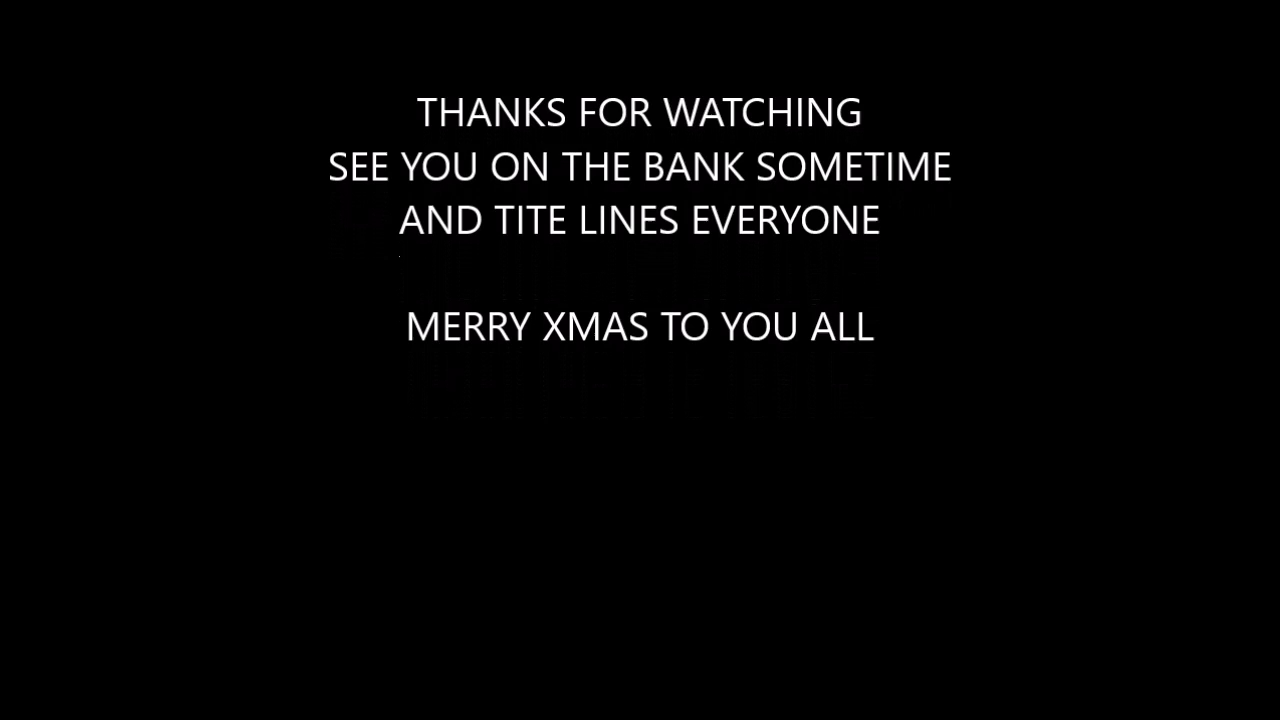 THANKS FOR WATCHING
SEE YOU ON THE BANK SOMETIME
AND TITE LINES EVERYONE
MERRY XMAS TO YOU ALL